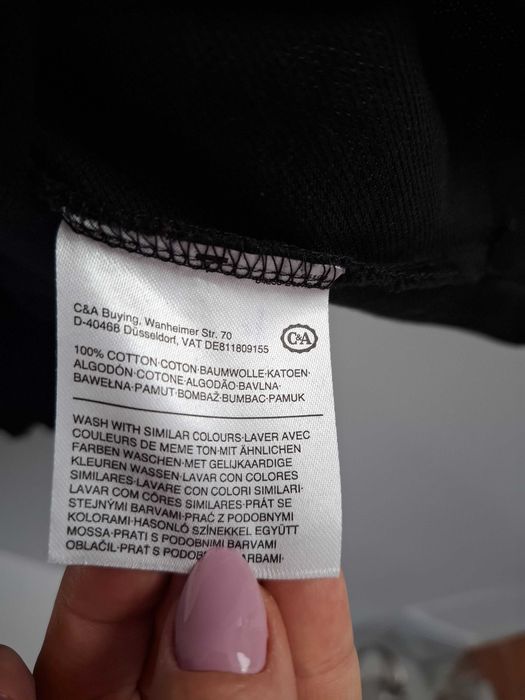 C&A Buying, Wanheimer Str. 70
D-40468 Düsseldorf, VAT DE811809155
C&A
100% COTTON·COTON·BAUMWOLLE·KATOEN·
ALGODÓN·COTONE·ALGODÃO·BAVLNA·
BAWEŁNA·PAMUT·BOMBAŽ·BUMBAC·PAMUK
WASH WITH SIMILAR COLOURS·LAVER AVEC
COULEURS DE MEME TON·MIT ÄHNLICHEN
FARBEN WASCHEN·MET GELIJKAARDIGE
KLEUREN WASSEN·LAVAR CON COLORES
SIMILARES·LAVARE CON COLORI SIMILARI·
LAVAR COM CÔRES SIMILARES·PRÁT SE
STEJNÝMI BARVAMI·PRAĆ Z PODOBNYMI
KOLORAMI·HASONLÓ SZÍNEKKEL EGYÜTT
MOSSA·PRATI S PODOBNIMI BARVAMI
OBLAČIL·PRAŤ S PODOB ARBAMI·